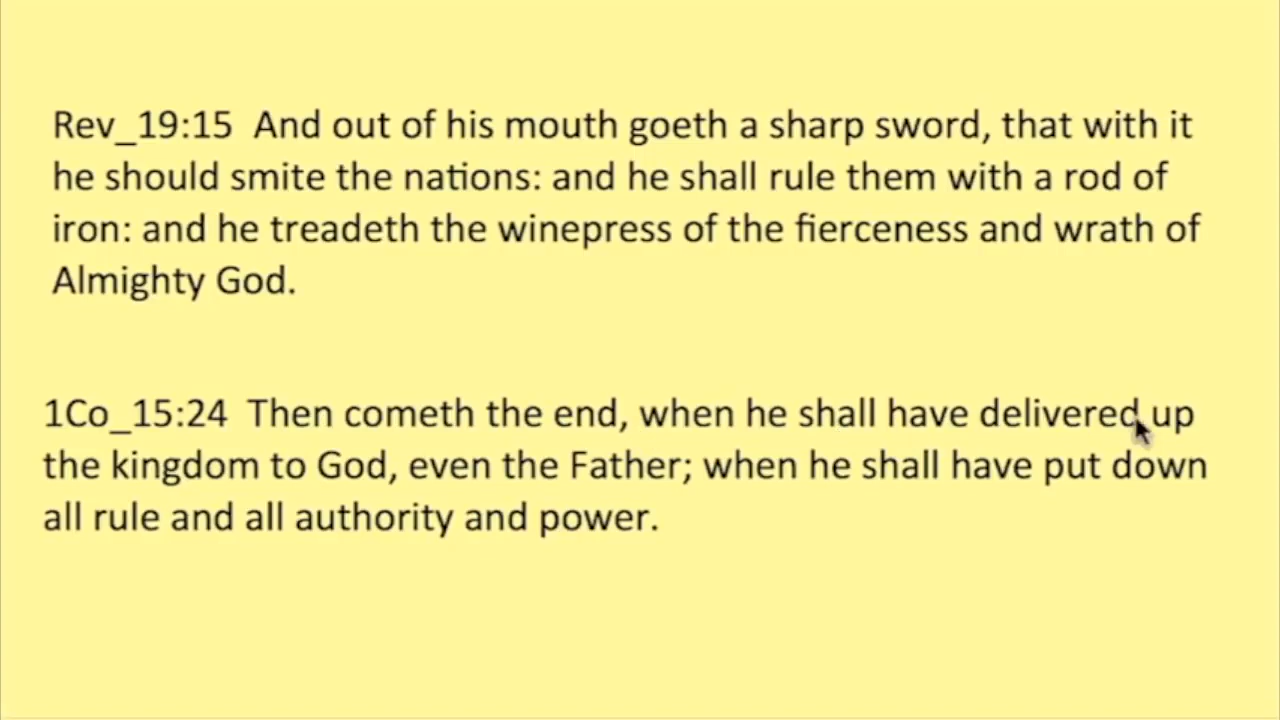 Rev_19:15  And out of his mouth goeth a sharp sword, that with it
he should smite the nations: and he shall rule them with a rod of
iron: and he treadeth the winepress of the fierceness and wrath of
Almighty God.
1Co_15:24  Then cometh the end, when he shall have delivered up
the kingdom to God, even the Father; when he shall have put down
all rule and all authority and power.